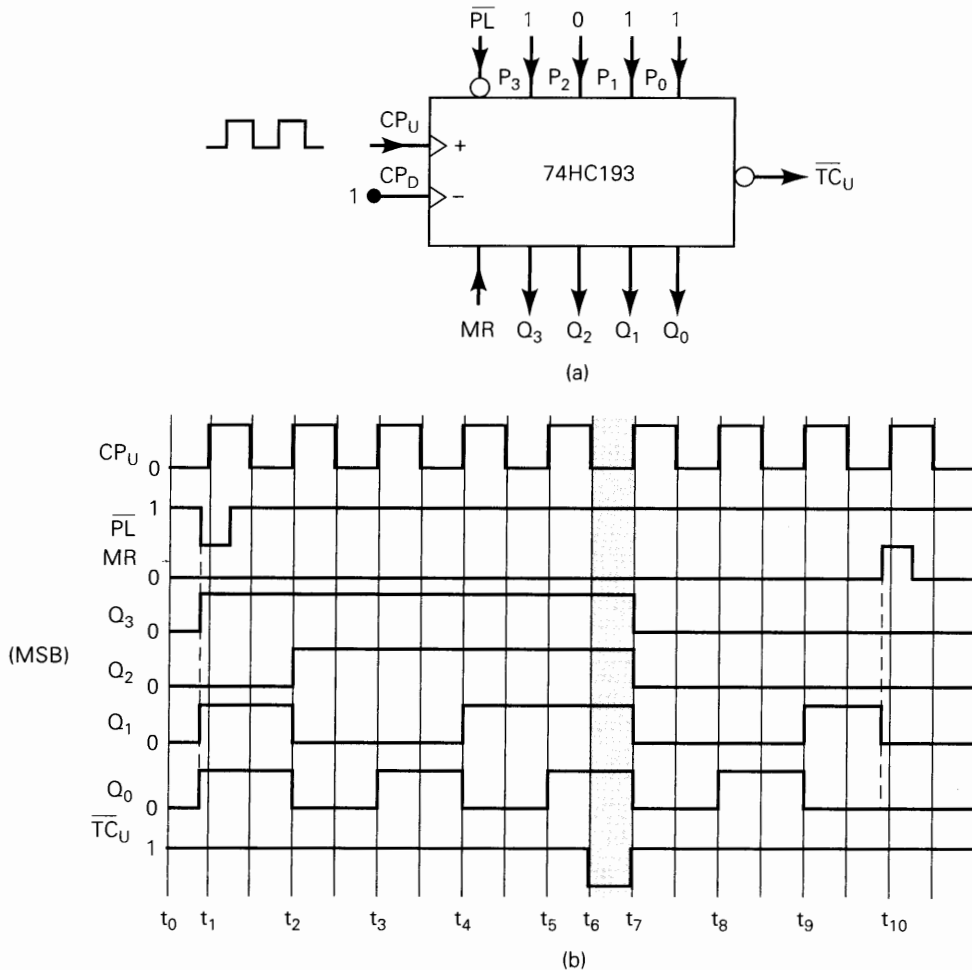 PL 1 0 1 1
P3 P2 P1 P0
CPU +
74HC193 TCU
CPD
1 −
MR Q3 Q2 Q1 Q0
(a)
CPU 0
1
PL
MR
0
Q3
0
(MSB)
Q2
0
Q1
0
Q0
0
TCU
1
t0 t1 t2 t3 t4 t5 t6 t7 t8 t9 t10
(b)